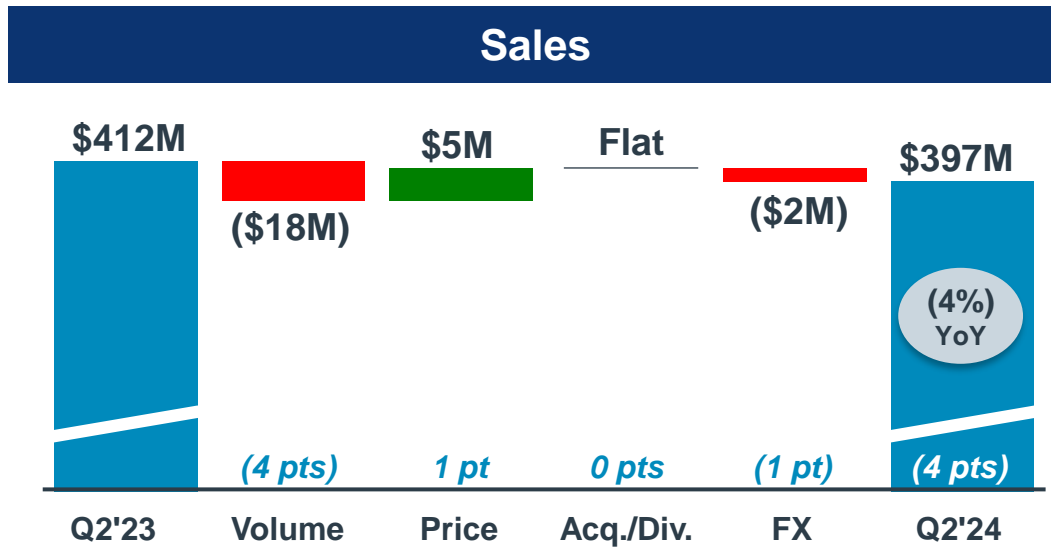 Sales
$412M
($18M)
$5M
Flat
($2M)
$397M
(4%)
YoY
(4 pts)
1 pt
0 pts
(1 pt)
(4 pts)
Q2'23
Volume
Price
Acq./Div.
FX
Q2'24